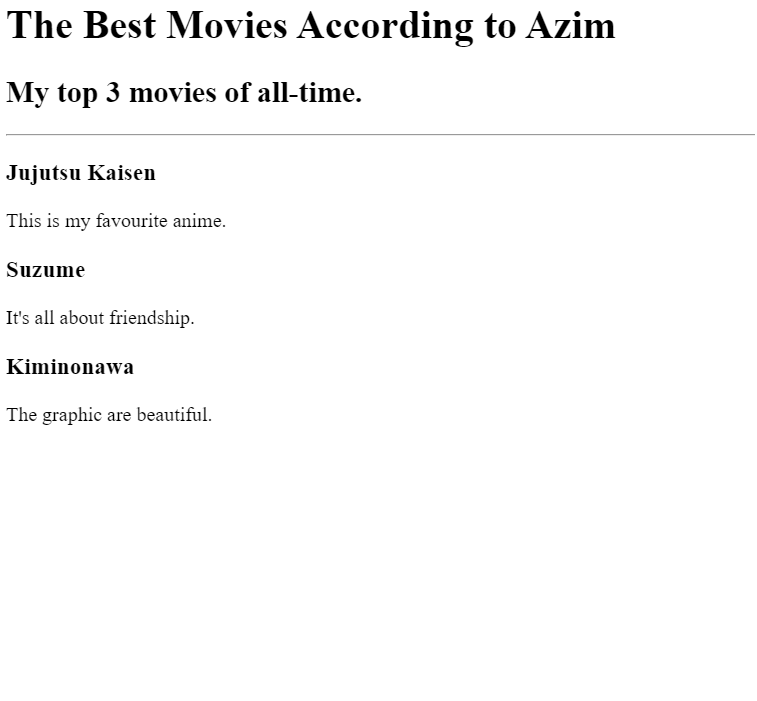 The Best Movies According to Azim
My top 3 movies of all-time.
Jujutsu Kaisen
This is my favourite anime.
Suzume
It's all about friendship.
Kiminonawa
The graphic are beautiful.